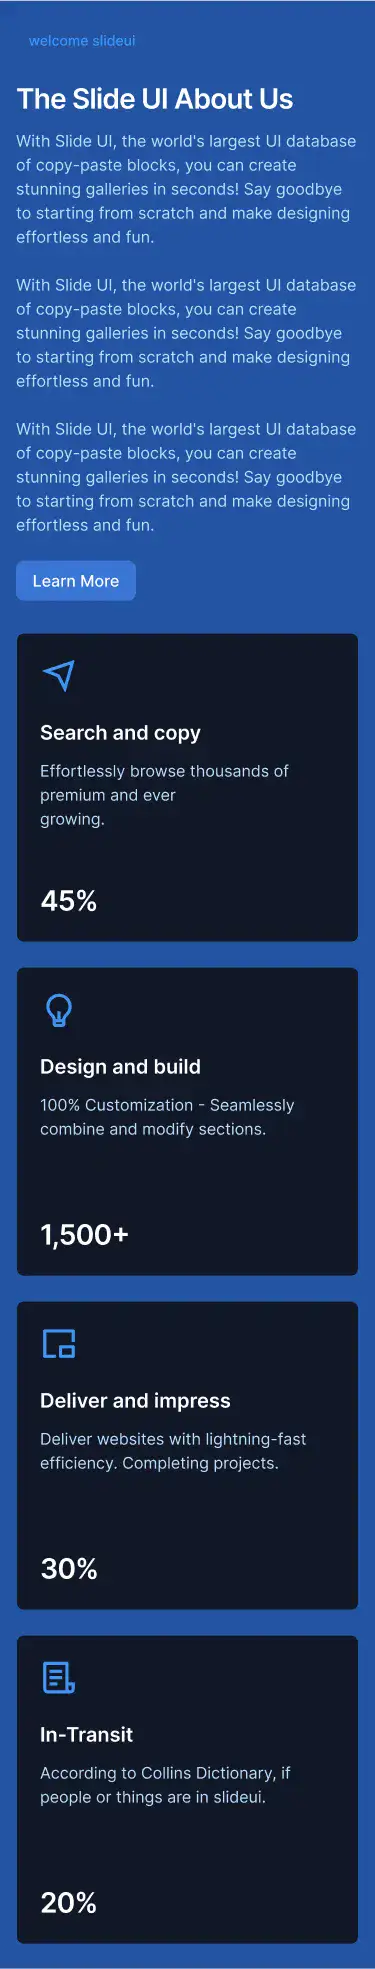 welcome slideui
The Slide UI About Us
With Slide UI, the world's largest UI database
of copy-paste blocks, you can create
stunning galleries in seconds! Say goodbye
to starting from scratch and make designing
effortless and fun.
With Slide UI, the world's largest UI database
of copy-paste blocks, you can create
stunning galleries in seconds! Say goodbye
to starting from scratch and make designing
effortless and fun.
With Slide UI, the world's largest UI database
of copy-paste blocks, you can create
stunning galleries in seconds! Say goodbye
to starting from scratch and make designing
effortless and fun.
Learn More
Search and copy
Effortlessly browse thousands of
premium and ever
growing.
45%
Design and build
100% Customization - Seamlessly
combine and modify sections.
1,500+
Deliver and impress
Deliver websites with lightning-fast
efficiency. Completing projects.
30%
In-Transit
According to Collins Dictionary, if
people or things are in slideui.
20%